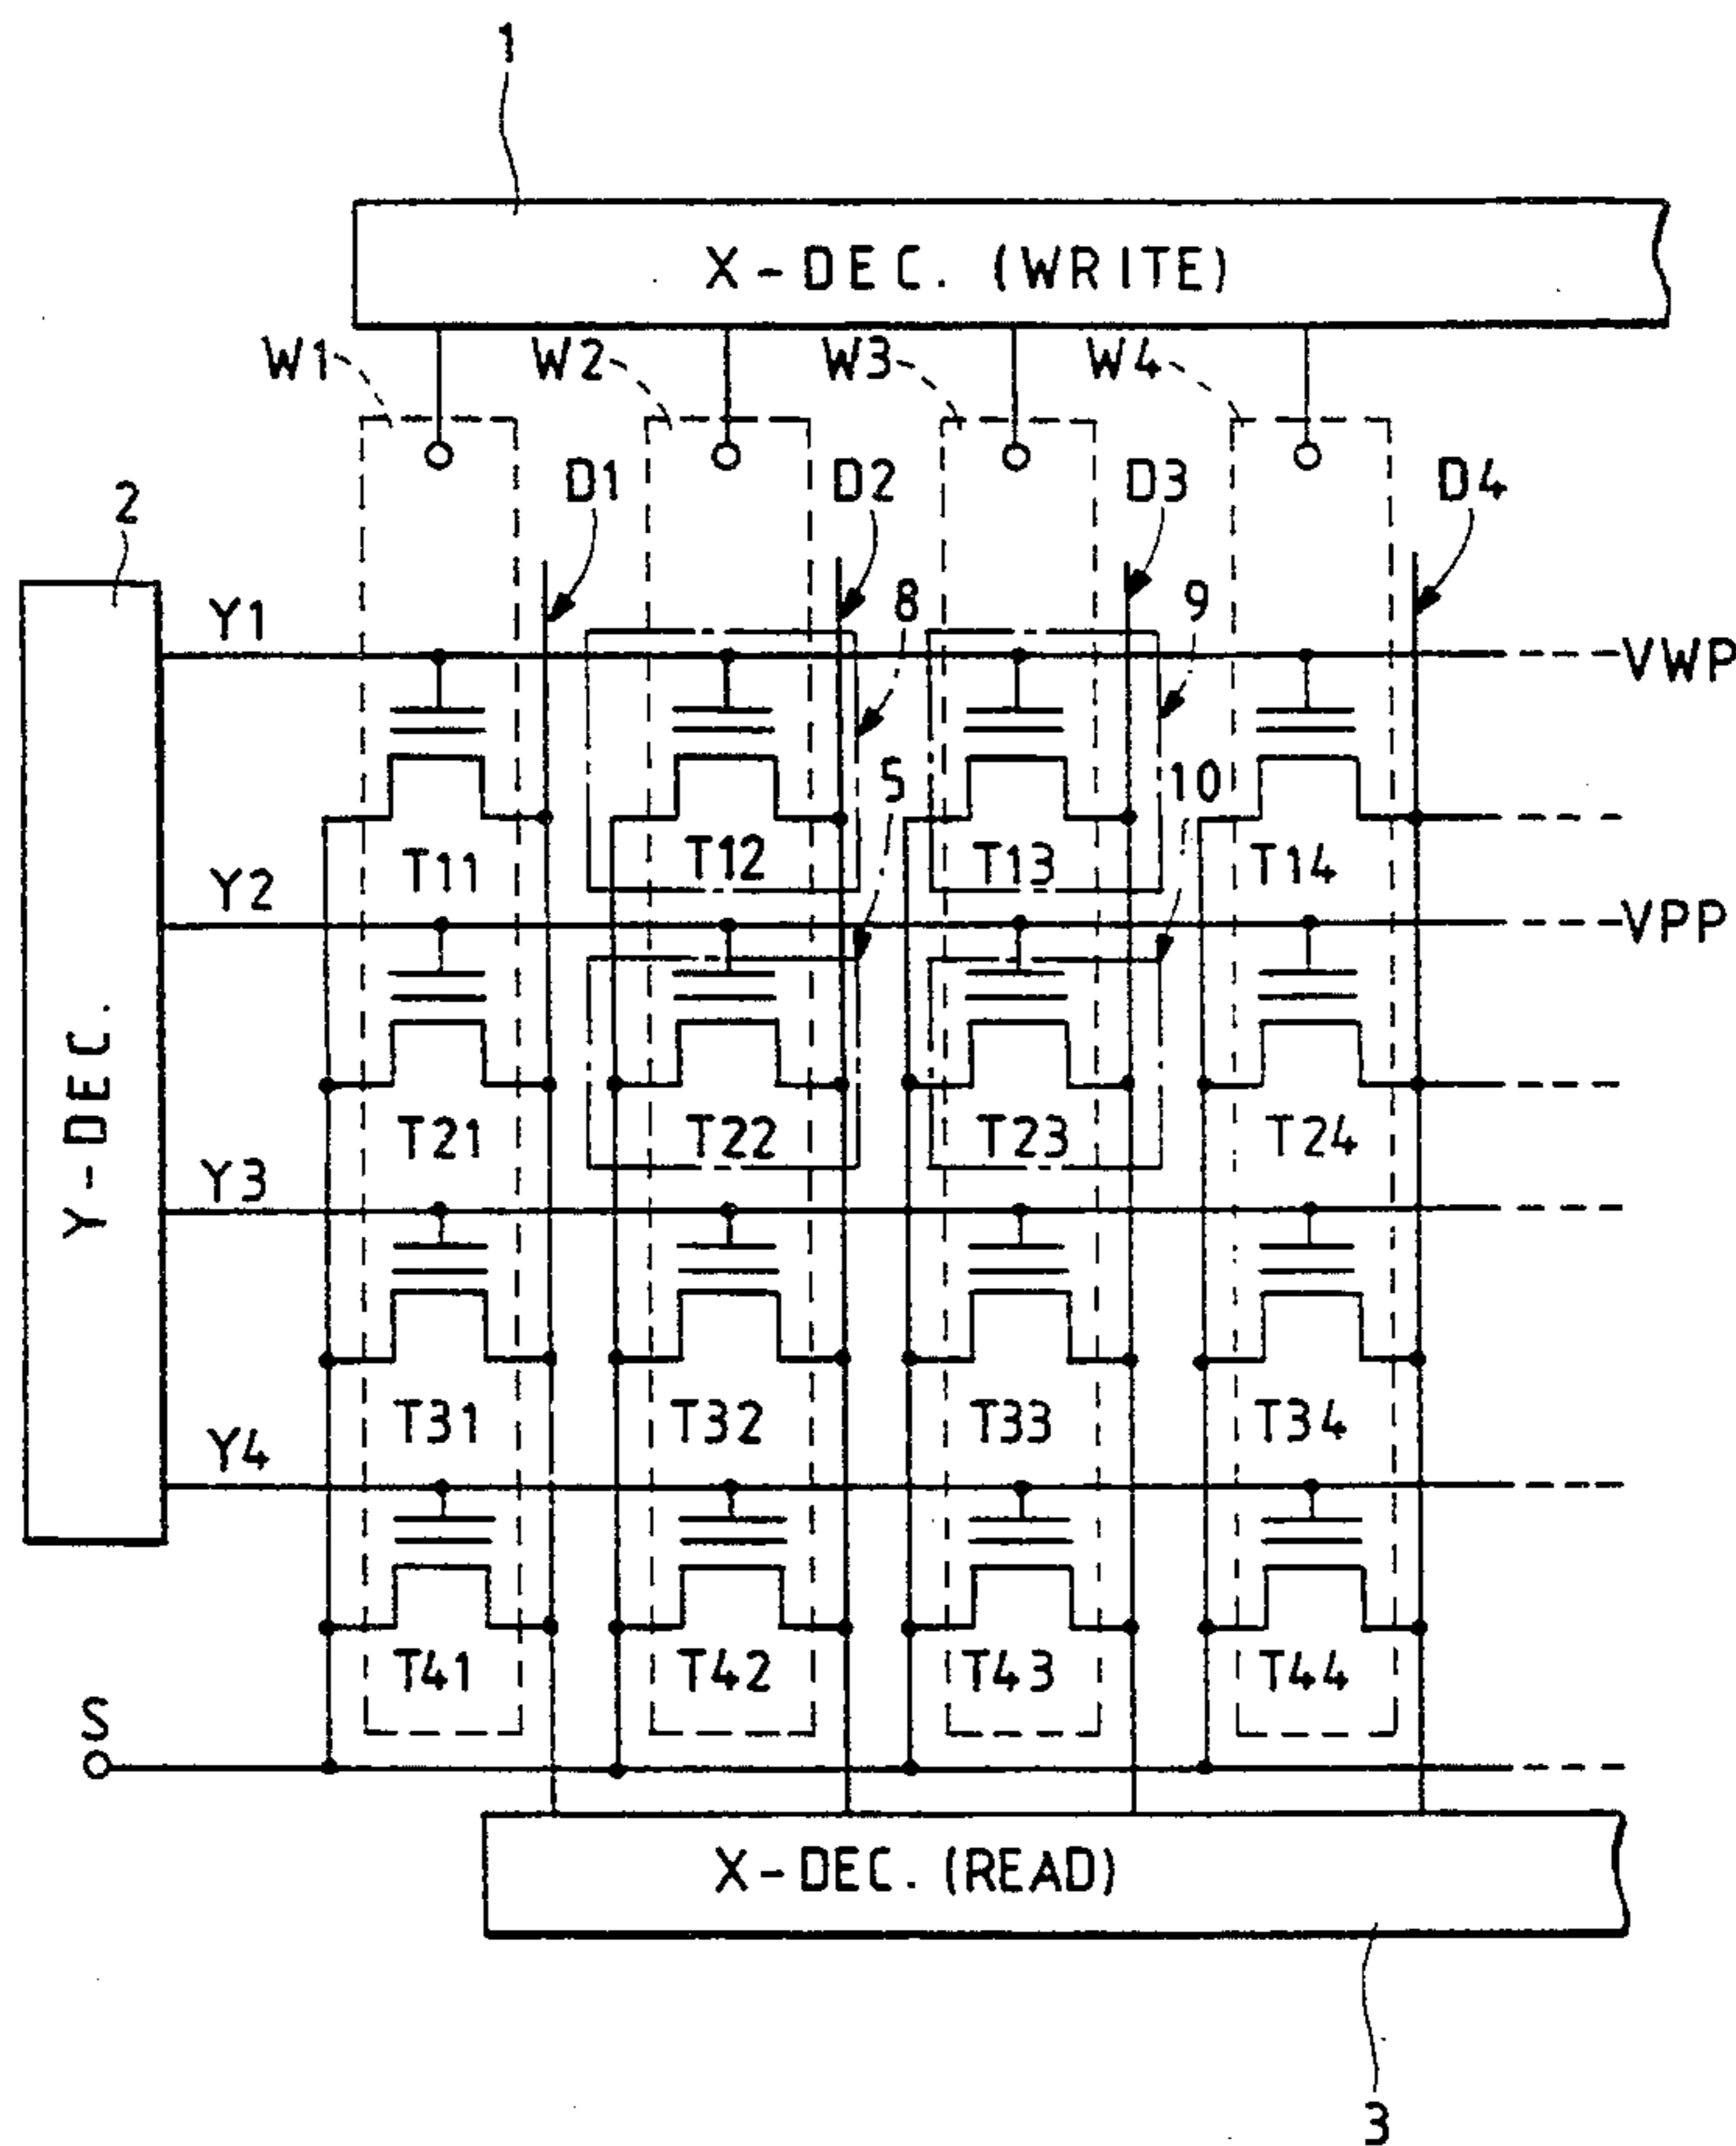 1
X-DEC. (WRITE)
W1 W2 W3 W4
D1 D2 D3 D4
2
8 9
Y1 VWP
5 10
T11 T12 T13 T14
Y2 VPP
Y-DEC.
T21 T22 T23 T24
Y3
T31 T32 T33 T34
Y4
T41 T42 T43 T44
S
X-DEC. (READ)
3